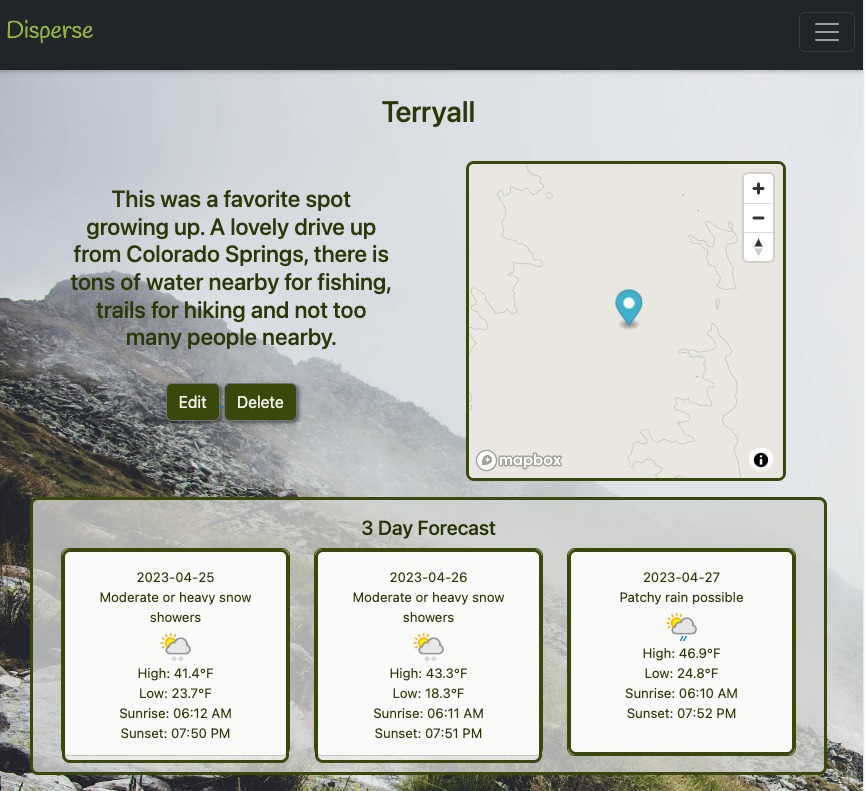 Disperse
Terryall
This was a favorite spot
growing up. A lovely drive up
from Colorado Springs, there is
tons of water nearby for fishing,
trails for hiking and not too
many people nearby.
Edit
Delete
mapbox
3 Day Forecast
2023-04-25
Moderate or heavy snow
showers
High: 41.4°F
Low: 23.7°F
Sunrise: 06:12 AM
Sunset: 07:50 PM
2023-04-26
Moderate or heavy snow
showers
High: 43.3°F
Low: 18.3°F
Sunrise: 06:11 AM
Sunset: 07:51 PM
2023-04-27
Patchy rain possible
High: 46.9°F
Low: 24.8°F
Sunrise: 06:10 AM
Sunset: 07:52 PM